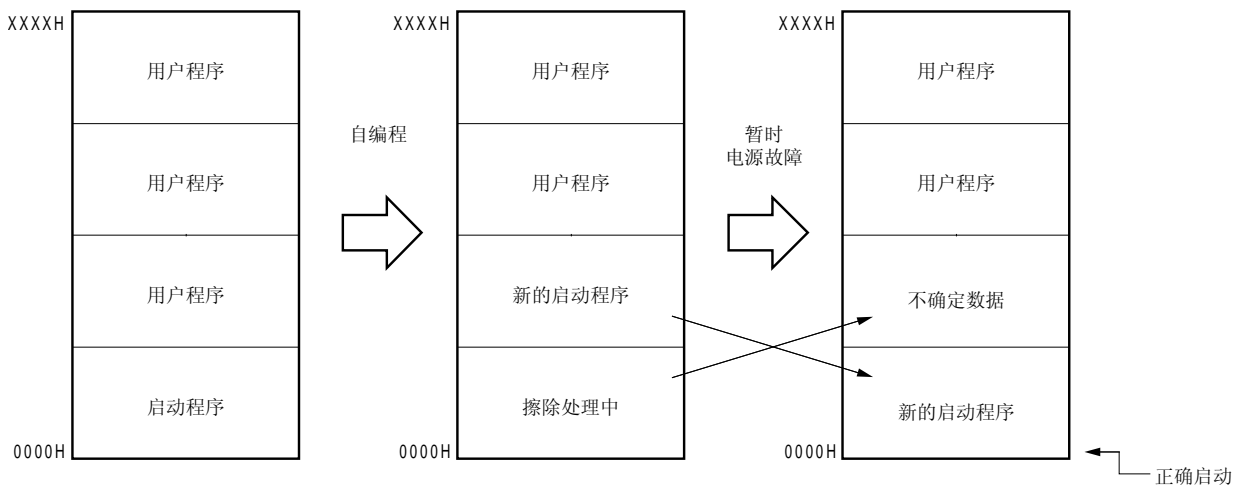 XXXXH
用户程序
用户程序
用户程序
启动程序
0000H
自编程
XXXXH
用户程序
用户程序
新的启动程序
擦除处理中
0000H
暂时
电源故障
XXXXH
用户程序
用户程序
不确定数据
新的启动程序
0000H
正确启动